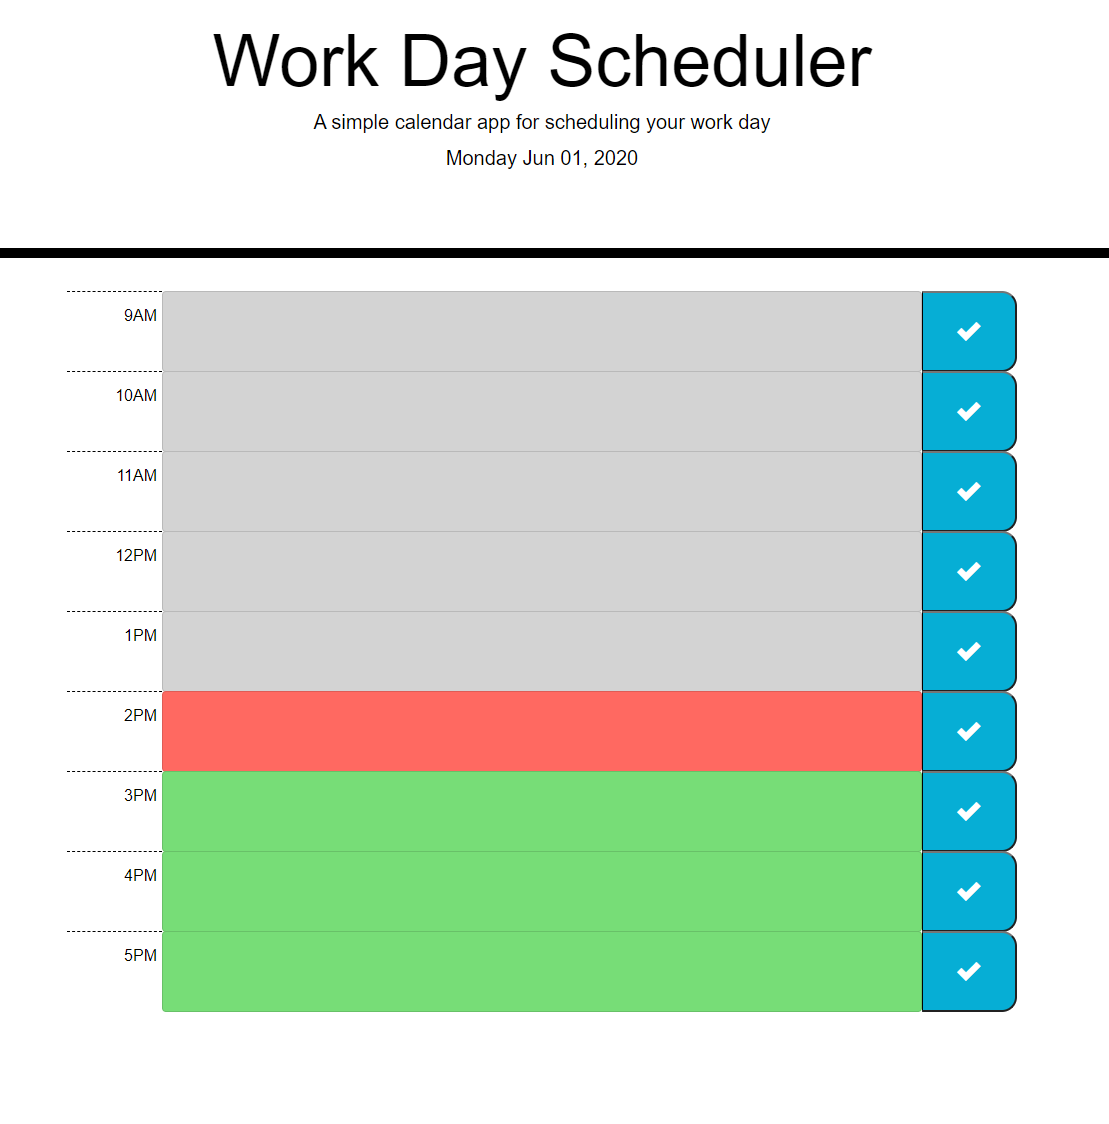 Work Day Scheduler
A simple calendar app for scheduling your work day
Monday Jun 01, 2020
9AM
10AM
11AM
12PM
1PM
2PM
3PM
4PM
5PM